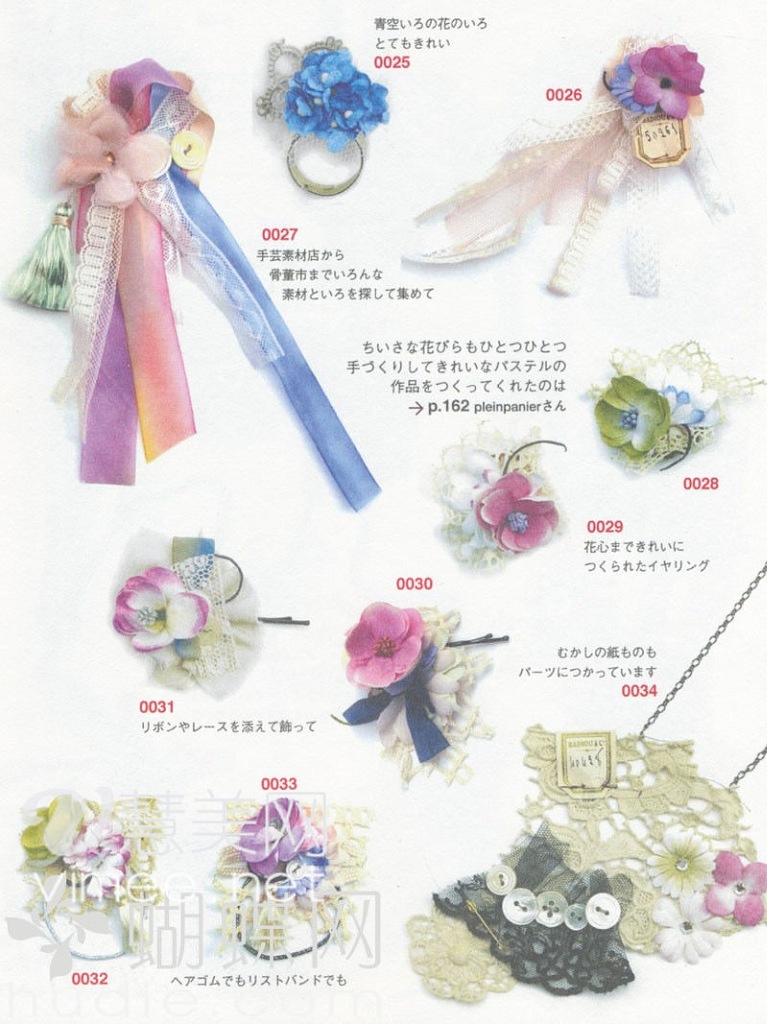 青空いろの花のいろ
とてもきれい
0025
0026
0027
手芸素材店から
骨董市までいろんな
素材といろを探して集めて
ちいさな花びらもひとつひとつ
手づくりしてきれいなパステルの
作品をつくってくれたのは
→ p.162 pleinpanierさん
0028
0029
花心まできれいに
つくられたイヤリング
0030
0031
リボンやレースを添えて飾って
むかしの紙ものも
パーツにつかっています
0034
0033
慧美网
yimee.net
蝴蝶网
0032
ヘアゴムでもリストバンドでも
hudie.com